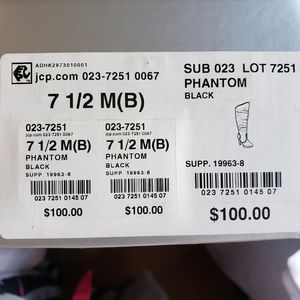 ADHK2973010001
jcp.com 023-7251 0067
7 1/2 M(B)
SUB 023 LOT 7251
PHANTOM
BLACK
023-7251
jcp.com 023-7251 0067
7 1/2 M(B)
PHANTOM
BLACK
SUPP. 19963-8
023 7251 0145 07
$100.00
023-7251
jcp.com 023-7251 0067
7 1/2 M(B)
PHANTOM
BLACK
SUPP. 19963-8
023 7251 0145 07
$100.00
SUPP. 19963-8
023 7251 0145 07
$100.00